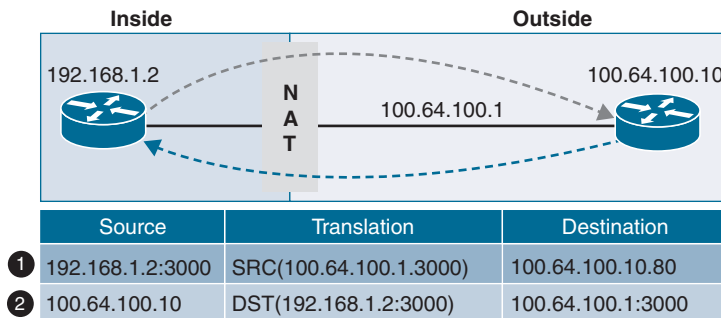 Inside Outside
192.168.1.2
100.64.100.10
N
A
T
100.64.100.1
Source Translation Destination
1 192.168.1.2:3000 SRC(100.64.100.1.3000) 100.64.100.10.80
2 100.64.100.10 DST(192.168.1.2:3000) 100.64.100.1:3000